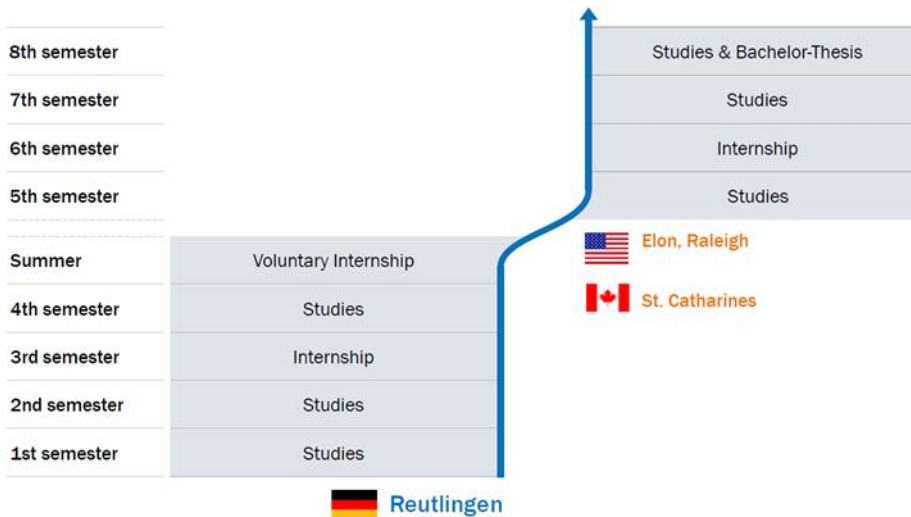 8th semester Studies & Bachelor-Thesis
7th semester Studies
6th semester Internship
5th semester Studies
Elon, Raleigh
Summer Voluntary Internship
St. Catharines
4th semester Studies
3rd semester Internship
2nd semester Studies
1st semester Studies
Reutlingen